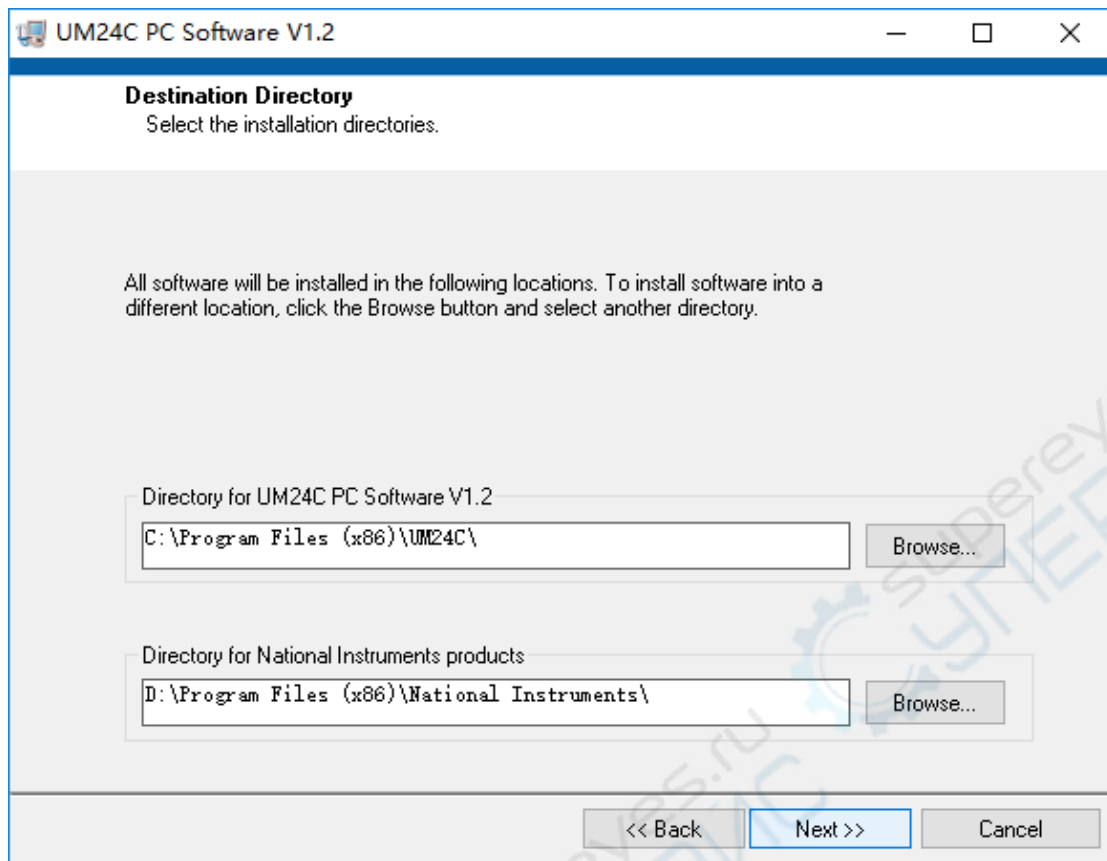 UM24C PC Software V1.2
Destination Directory
Select the installation directories.
All software will be installed in the following locations. To install software into a
different location, click the Browse button and select another directory.
Directory for UM24C PC Software V1.2
C:\Program Files (x86)\UM24C\
Browse...
Directory for National Instruments products
D:\Program Files (x86)\National Instruments\
Browse...
<< Back
Next >>
Cancel